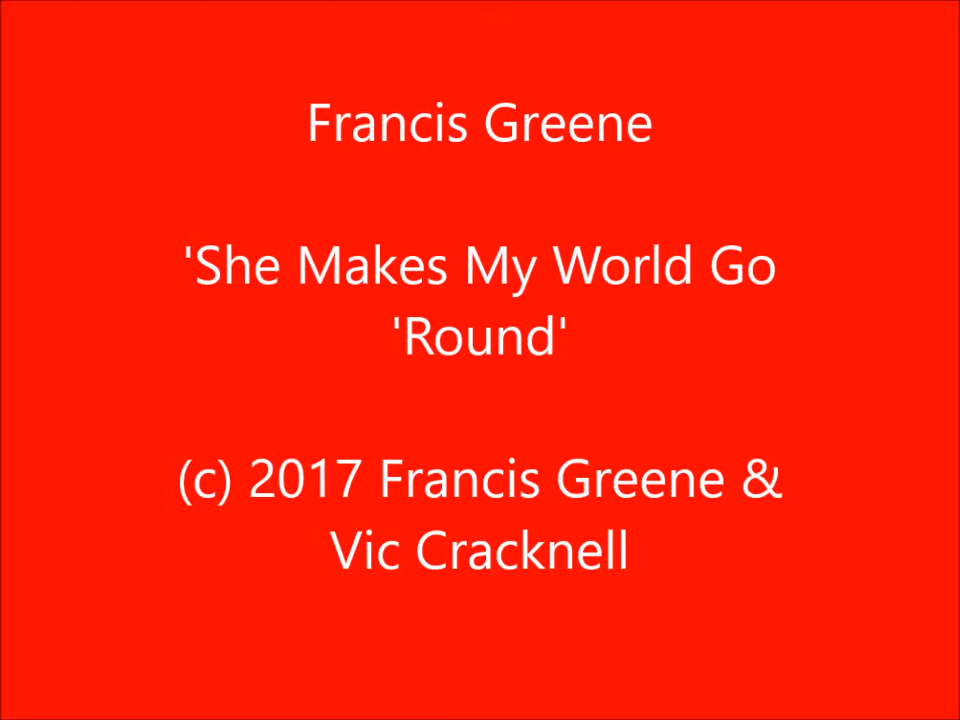 Francis Greene
'She Makes My World Go
'Round'
(c) 2017 Francis Greene &
Vic Cracknell